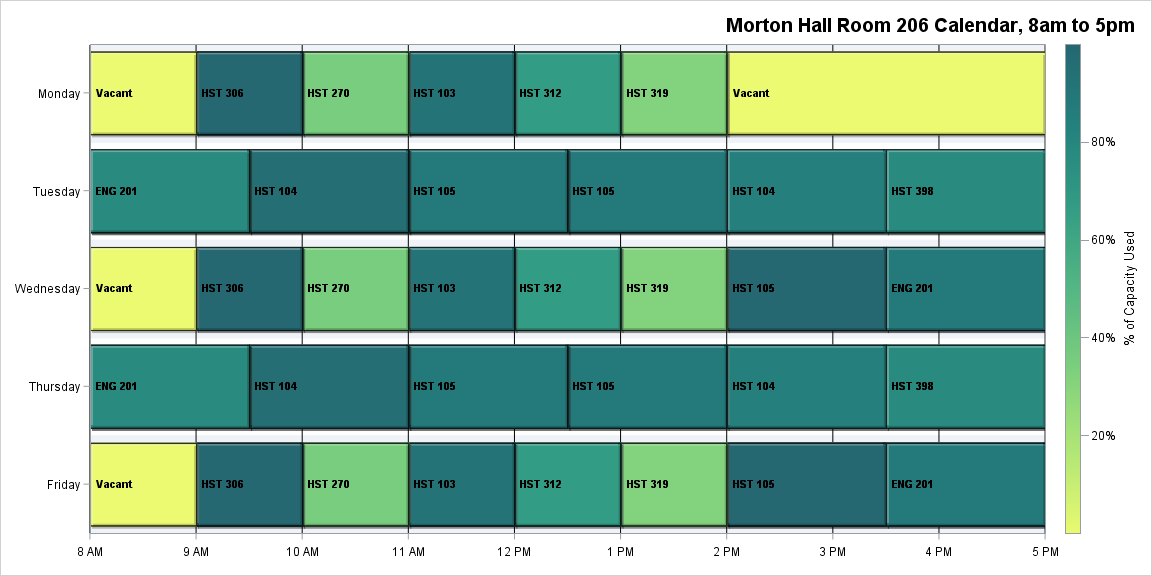 Morton Hall Room 206 Calendar, 8am to 5pm
Monday
Vacant
HST 306
HST 270
HST 103
HST 312
HST 319
Vacant
Tuesday
ENG 201
HST 104
HST 105
HST 105
HST 104
HST 398
Wednesday
Vacant
HST 306
HST 270
HST 103
HST 312
HST 319
HST 105
ENG 201
Thursday
ENG 201
HST 104
HST 105
HST 105
HST 104
HST 398
Friday
Vacant
HST 306
HST 270
HST 103
HST 312
HST 319
HST 105
ENG 201
8 AM
9 AM
10 AM
11 AM
12 PM
1 PM
2 PM
3 PM
4 PM
5 PM
80%
60%
40%
20%
% of Capacity Used